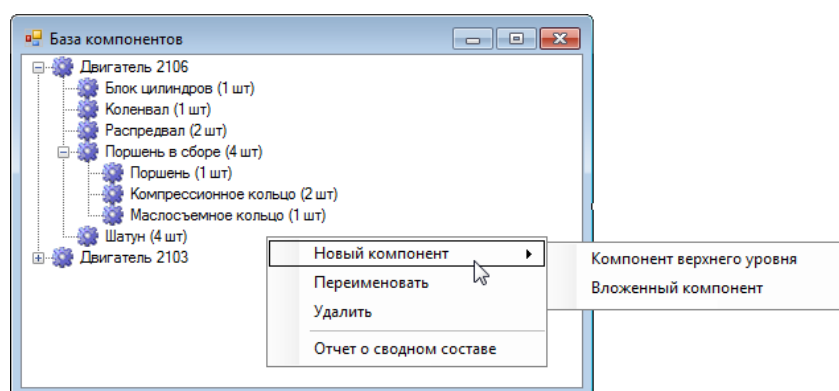 База компонентов
Двигатель 2106
Блок цилиндров (1 шт)
Коленвал (1 шт)
Распредвал (2 шт)
Поршень в сборе (4 шт)
Поршень (1 шт)
Компрессионное кольцо (2 шт)
Маслосъемное кольцо (1 шт)
Шатун (4 шт)
Двигатель 2103
Новый компонент
Компонент верхнего уровня
Переименовать
Вложенный компонент
Удалить
Отчет о сводном составе